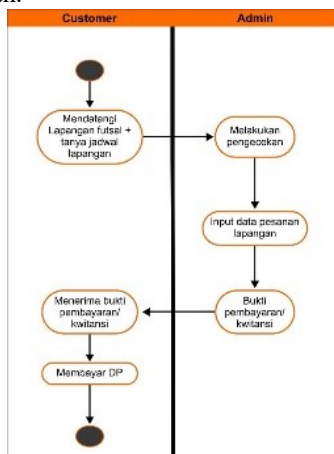 Customer
Admin
Mendatengi
Lapangan futsal +
tanya jadwal
lapangan
Melakukan
pengecekan
Input data pesanan
lapangan
Bukti
pembayaran/
kwitansi
Menerima bukti
pembayaran/
kwitansi
Membayar DP